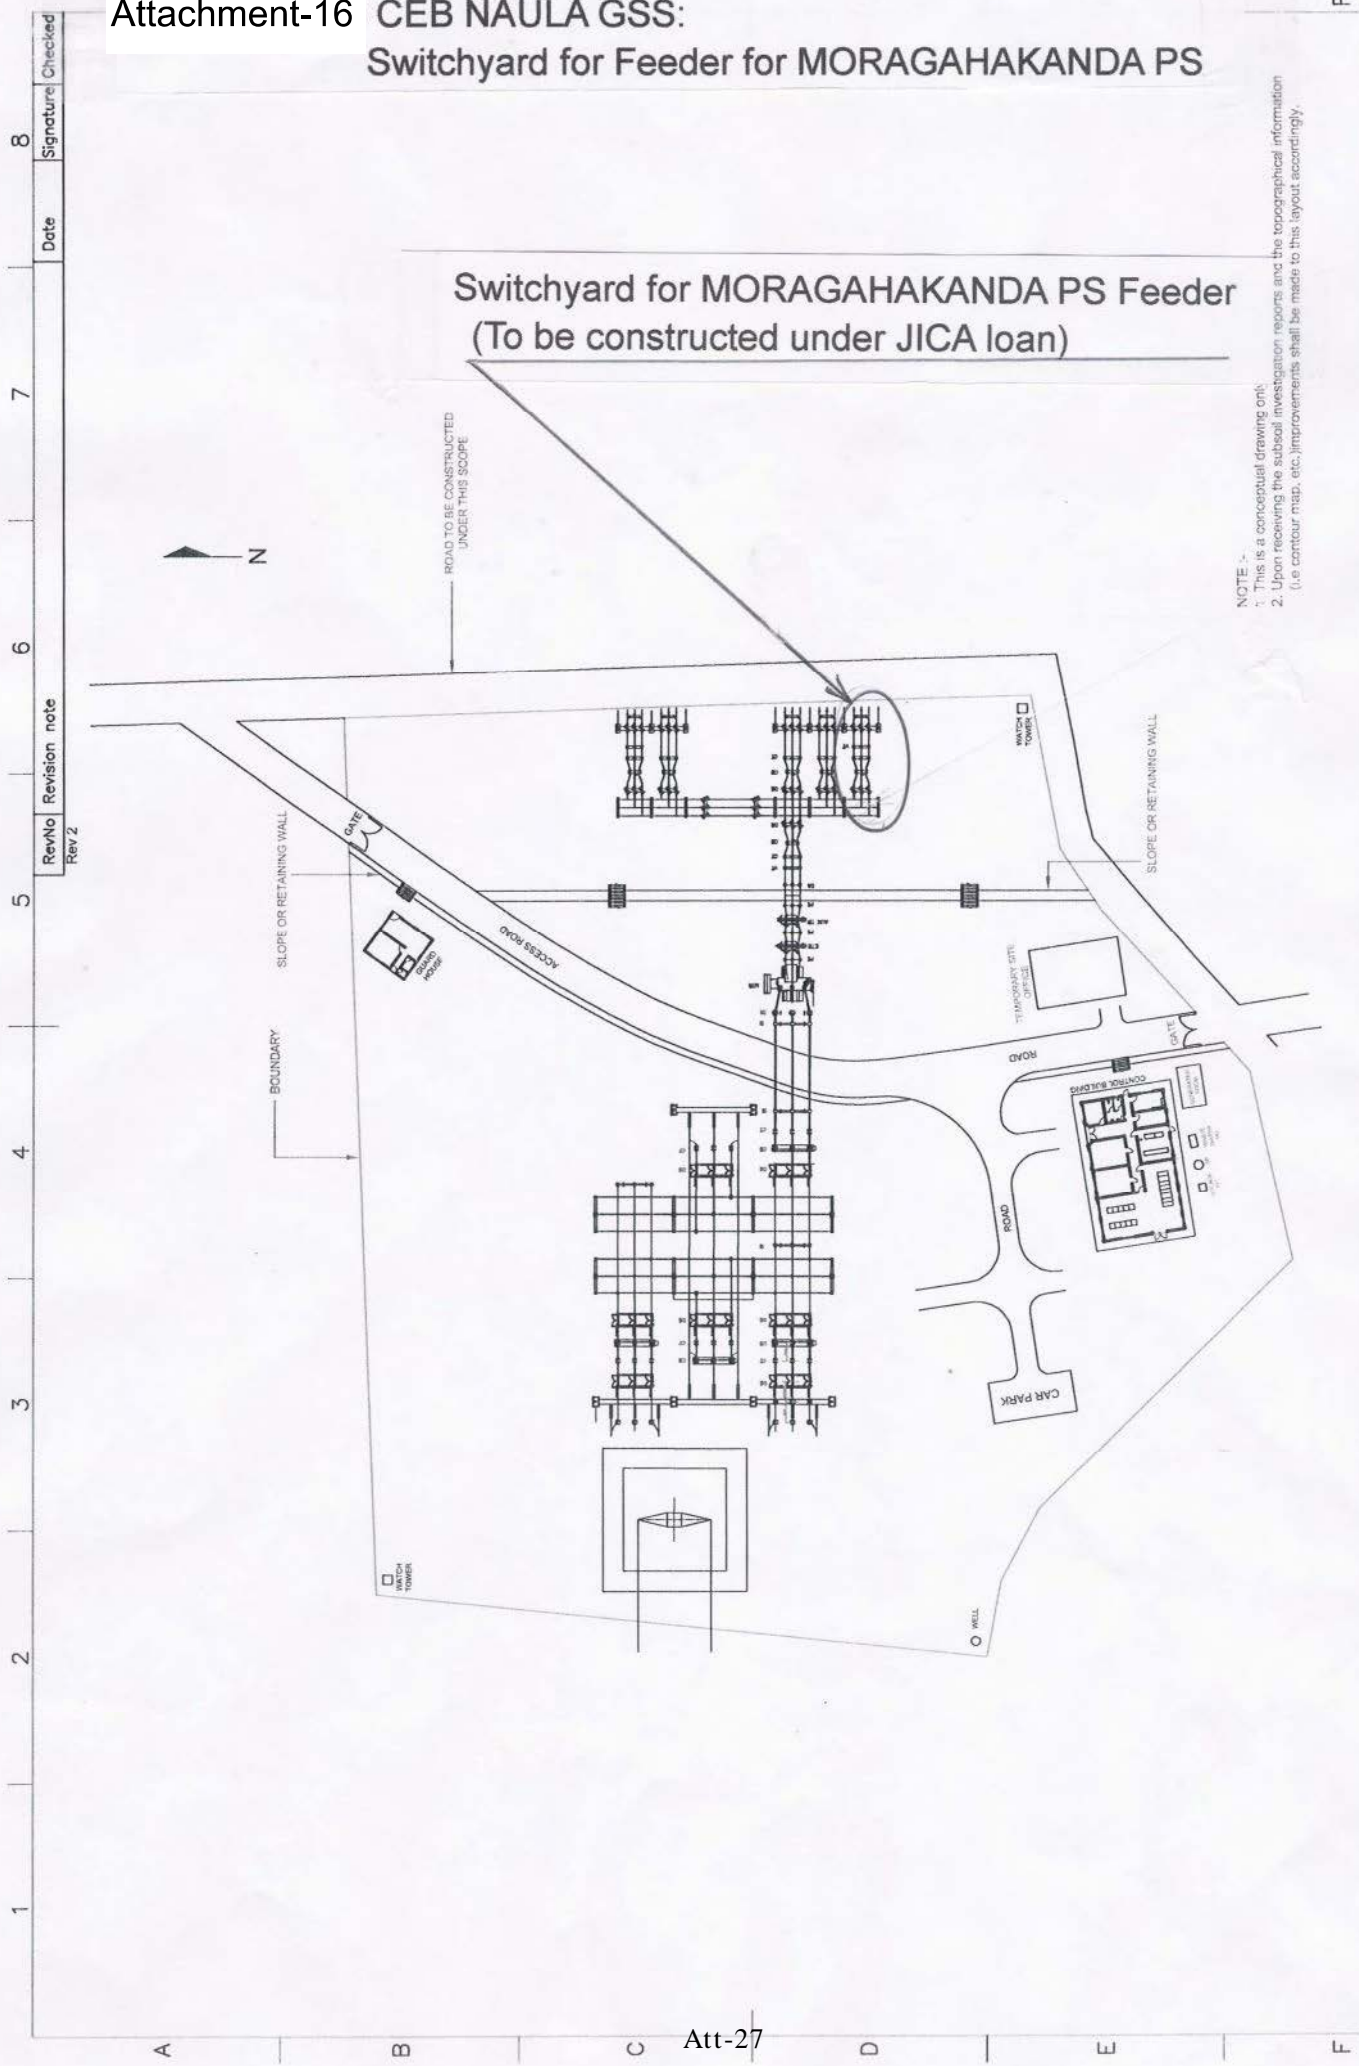 Attachment-16
CEB NAULA GSS:
Switchyard for Feeder for MORAGAHAKANDA PS
8
7
6
5
4
3
2
1
Checked
Signature
Date
Revision note
RevNo
Rev 2
Switchyard for MORAGAHAKANDA PS Feeder
(To be constructed under JICA loan)
ROAD TO BE CONSTRUCTED
UNDER THIS SCOPE
N
NOTE :-
1. This is a conceptual drawing only
2. Upon receiving the subsoil investigation reports and the topographical information
(i.e contour map, etc.)improvements shall be made to this layout accordingly.
SLOPE OR RETAINING WALL
GATE
GUARD
HOUSE
ACCESS ROAD
BOUNDARY
WATCH
TOWER
SLOPE OR RETAINING WALL
TEMPORARY SITE
OFFICE
ROAD
GATE
CONTROL BUILDING
ROAD
CAR PARK
WATCH
TOWER
WELL
A
B
C
D
E
F
Att-27